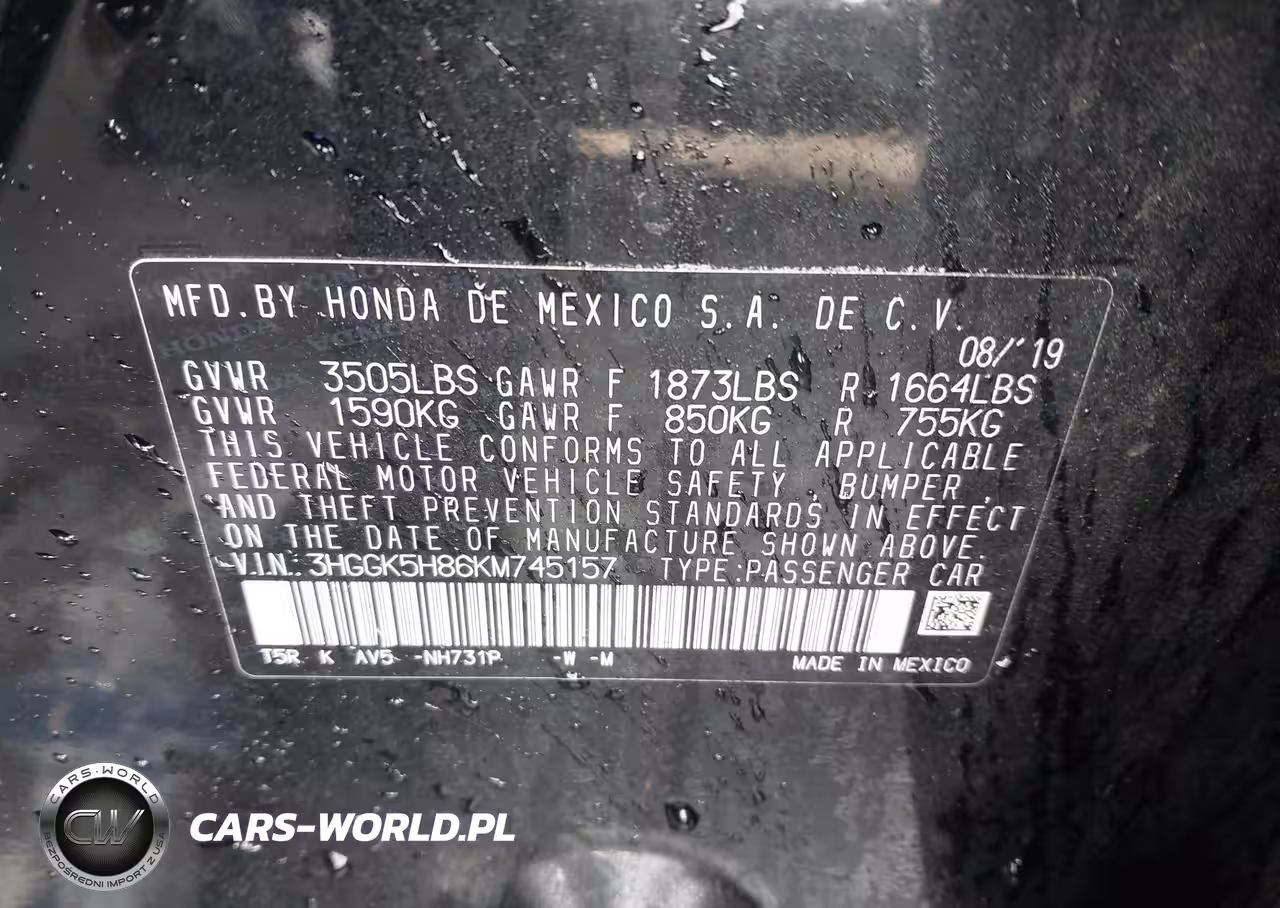 MFD. BY HONDA DE MEXICO S.A. DE C.V.
08/'19
GVWR 3505LBS GAWR F 1873LBS R 1664LBS
GVWR 1590KG GAWR F 850KG R 755KG
THIS VEHICLE CONFORMS TO ALL APPLICABLE
FEDERAL MOTOR VEHICLE SAFETY, BUMPER,
AND THEFT PREVENTION STANDARDS IN EFFECT
ON THE DATE OF MANUFACTURE SHOWN ABOVE.
V.I.N.: 3HGGK5H86KM745157 TYPE:PASSENGER CAR
T5R K AV5 -NH731P -W -M MADE IN MEXICO
CARS-WORLD
CW
BEZPOŚREDNI IMPORT Z USA
CARS-WORLD.PL